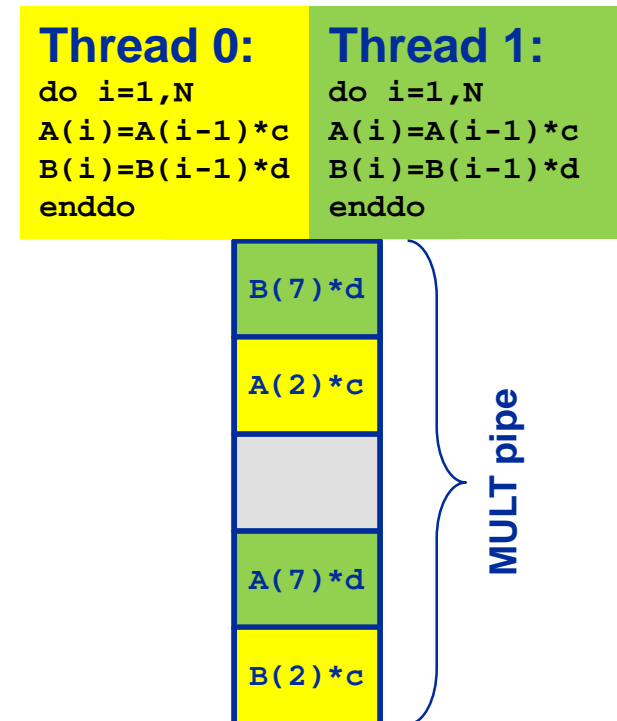 Thread 0:
do i=1,N
A(i)=A(i-1)*c
B(i)=B(i-1)*d
enddo
Thread 1:
do i=1,N
A(i)=A(i-1)*c
B(i)=B(i-1)*d
enddo
B(7)*d
A(2)*c
A(7)*d
B(2)*c
MULT pipe